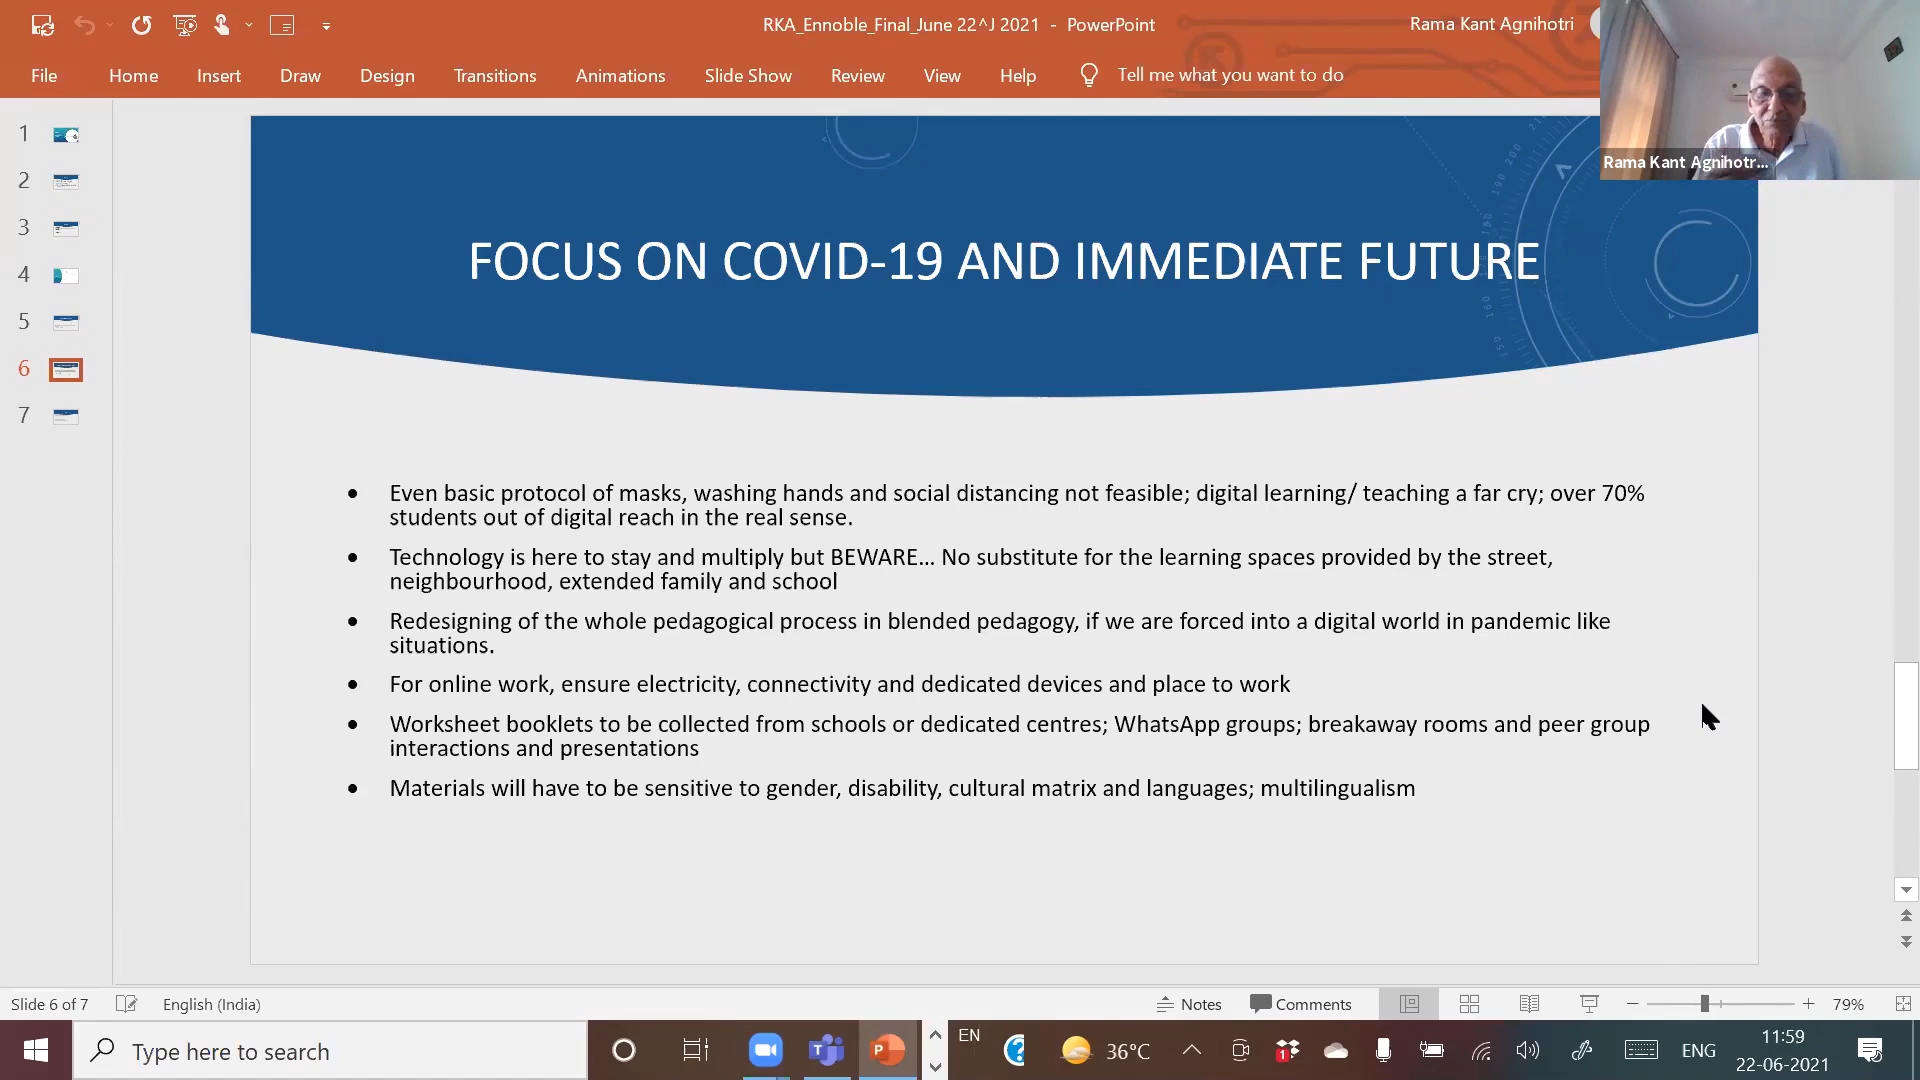 RKA_Ennoble_Final_June 22^J 2021 - PowerPoint
Rama Kant Agnihotri
File Home Insert Draw Design Transitions Animations Slide Show Review View Help Tell me what you want to do
Rama Kant Agnihotr...
1
2
3
4
5
6
7
FOCUS ON COVID-19 AND IMMEDIATE FUTURE
• Even basic protocol of masks, washing hands and social distancing not feasible; digital learning/ teaching a far cry; over 70%
students out of digital reach in the real sense.
• Technology is here to stay and multiply but BEWARE... No substitute for the learning spaces provided by the street,
neighbourhood, extended family and school
• Redesigning of the whole pedagogical process in blended pedagogy, if we are forced into a digital world in pandemic like
situations.
• For online work, ensure electricity, connectivity and dedicated devices and place to work
• Worksheet booklets to be collected from schools or dedicated centres; WhatsApp groups; breakaway rooms and peer group
interactions and presentations
• Materials will have to be sensitive to gender, disability, cultural matrix and languages; multilingualism
Slide 6 of 7 English (India) Notes Comments 79%
Type here to search
EN
36°C
ENG
11:59
22-06-2021